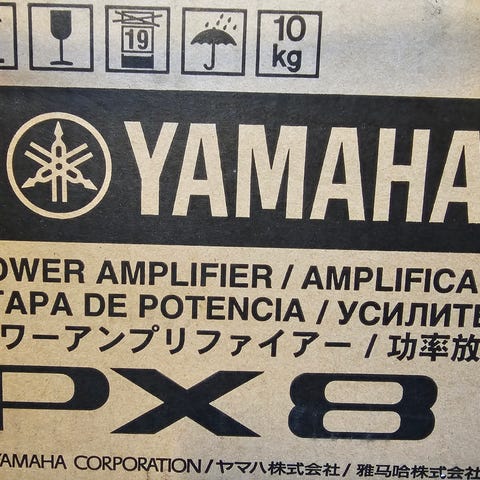 19
10 kg
YAMAHA
OWER AMPLIFIER / AMPLIFICA
TAPA DE POTENCIA / УСИЛИТЕ
ワーアンプリファイアー / 功率放
PX8
YAMAHA CORPORATION/ヤマハ株式会社/雅马哈株式会社